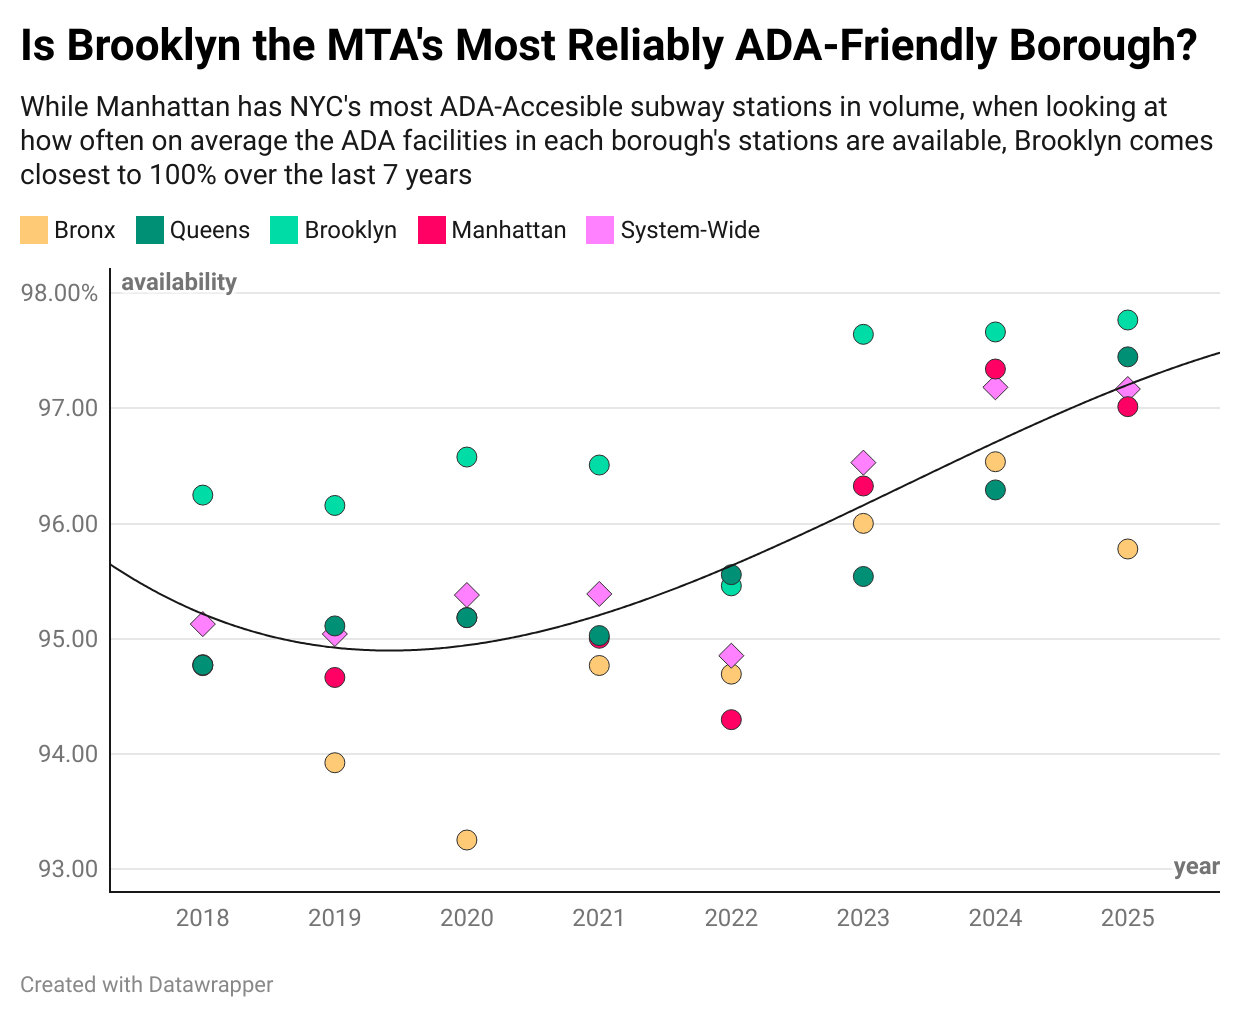 Is Brooklyn the MTA's Most Reliably ADA-Friendly Borough?
While Manhattan has NYC's most ADA-Accesible subway stations in volume, when looking at
how often on average the ADA facilities in each borough's stations are available, Brooklyn comes
closest to 100% over the last 7 years
Bronx Queens Brooklyn Manhattan System-Wide
availability
98.00%
97.00
96.00
95.00
94.00
93.00
year
2018 2019 2020 2021 2022 2023 2024 2025
Created with Datawrapper